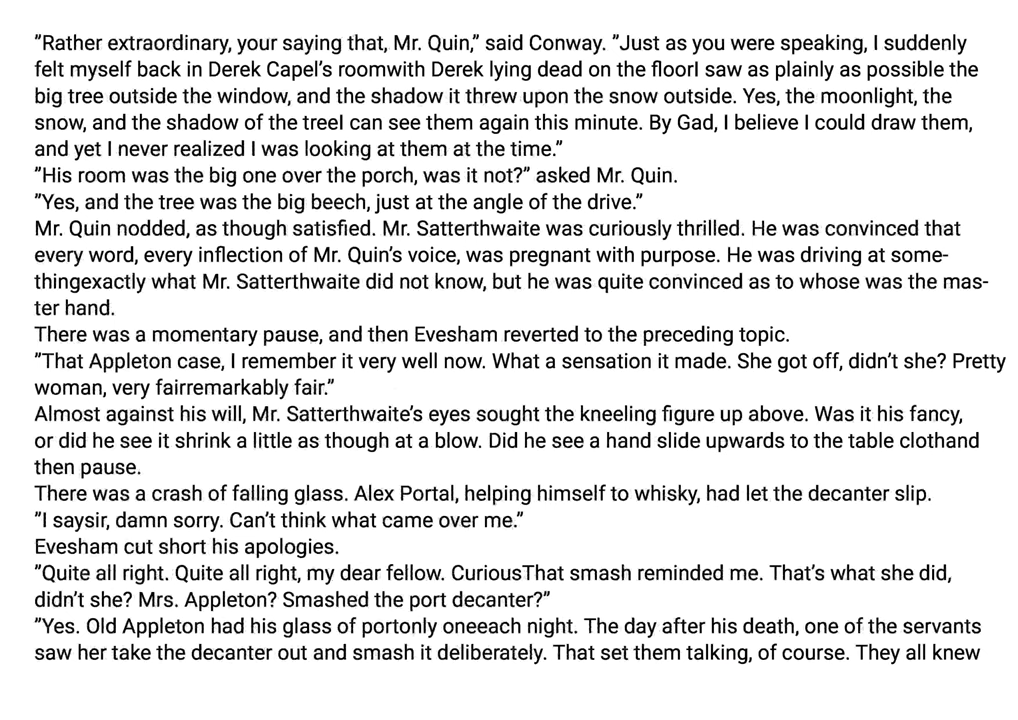 "Rather extraordinary, your saying that, Mr. Quin," said Conway. "Just as you were speaking, I suddenly
felt myself back in Derek Capel's roomwith Derek lying dead on the floorI saw as plainly as possible the
big tree outside the window, and the shadow it threw upon the snow outside. Yes, the moonlight, the
snow, and the shadow of the treeI can see them again this minute. By Gad, I believe I could draw them,
and yet I never realized I was looking at them at the time."
"His room was the big one over the porch, was it not?" asked Mr. Quin.
"Yes, and the tree was the big beech, just at the angle of the drive."
Mr. Quin nodded, as though satisfied. Mr. Satterthwaite was curiously thrilled. He was convinced that
every word, every inflection of Mr. Quin's voice, was pregnant with purpose. He was driving at some-
thingexactly what Mr. Satterthwaite did not know, but he was quite convinced as to whose was the mas-
ter hand.
There was a momentary pause, and then Evesham reverted to the preceding topic.
"That Appleton case, I remember it very well now. What a sensation it made. She got off, didn't she? Pretty
woman, very fairremarkably fair."
Almost against his will, Mr. Satterthwaite's eyes sought the kneeling figure up above. Was it his fancy,
or did he see it shrink a little as though at a blow. Did he see a hand slide upwards to the table clothand
then pause.
There was a crash of falling glass. Alex Portal, helping himself to whisky, had let the decanter slip.
"I saysir, damn sorry. Can't think what came over me."
Evesham cut short his apologies.
"Quite all right. Quite all right, my dear fellow. CuriousThat smash reminded me. That's what she did,
didn't she? Mrs. Appleton? Smashed the port decanter?"
"Yes. Old Appleton had his glass of portonly oneeach night. The day after his death, one of the servants
saw her take the decanter out and smash it deliberately. That set them talking, of course. They all knew